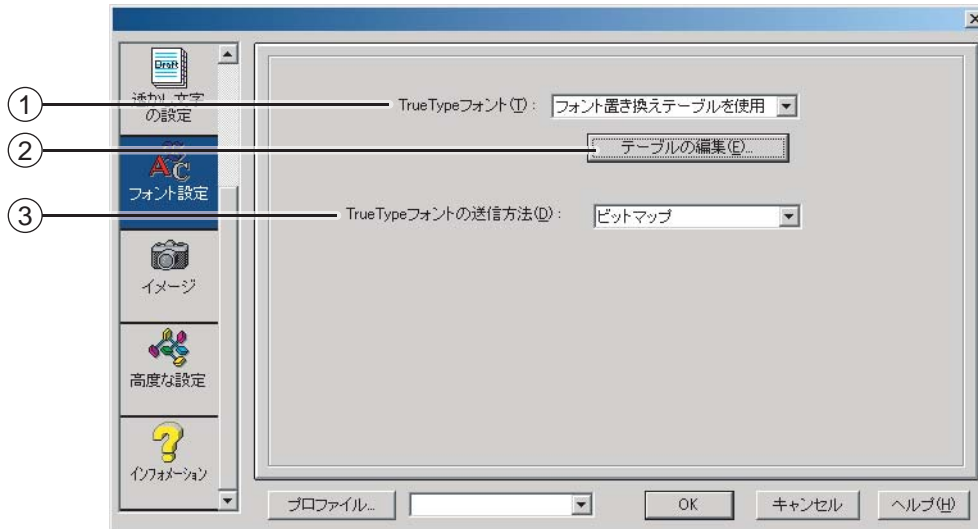 Draft
透かし文字
の設定
フォント設定
イメージ
高度な設定
インフォメーション
① TrueTypeフォント(T)： フォント置き換えテーブルを使用
② テーブルの編集(E)...
③ TrueTypeフォントの送信方法(D)： ビットマップ
プロファイル... OK キャンセル ヘルプ(H)